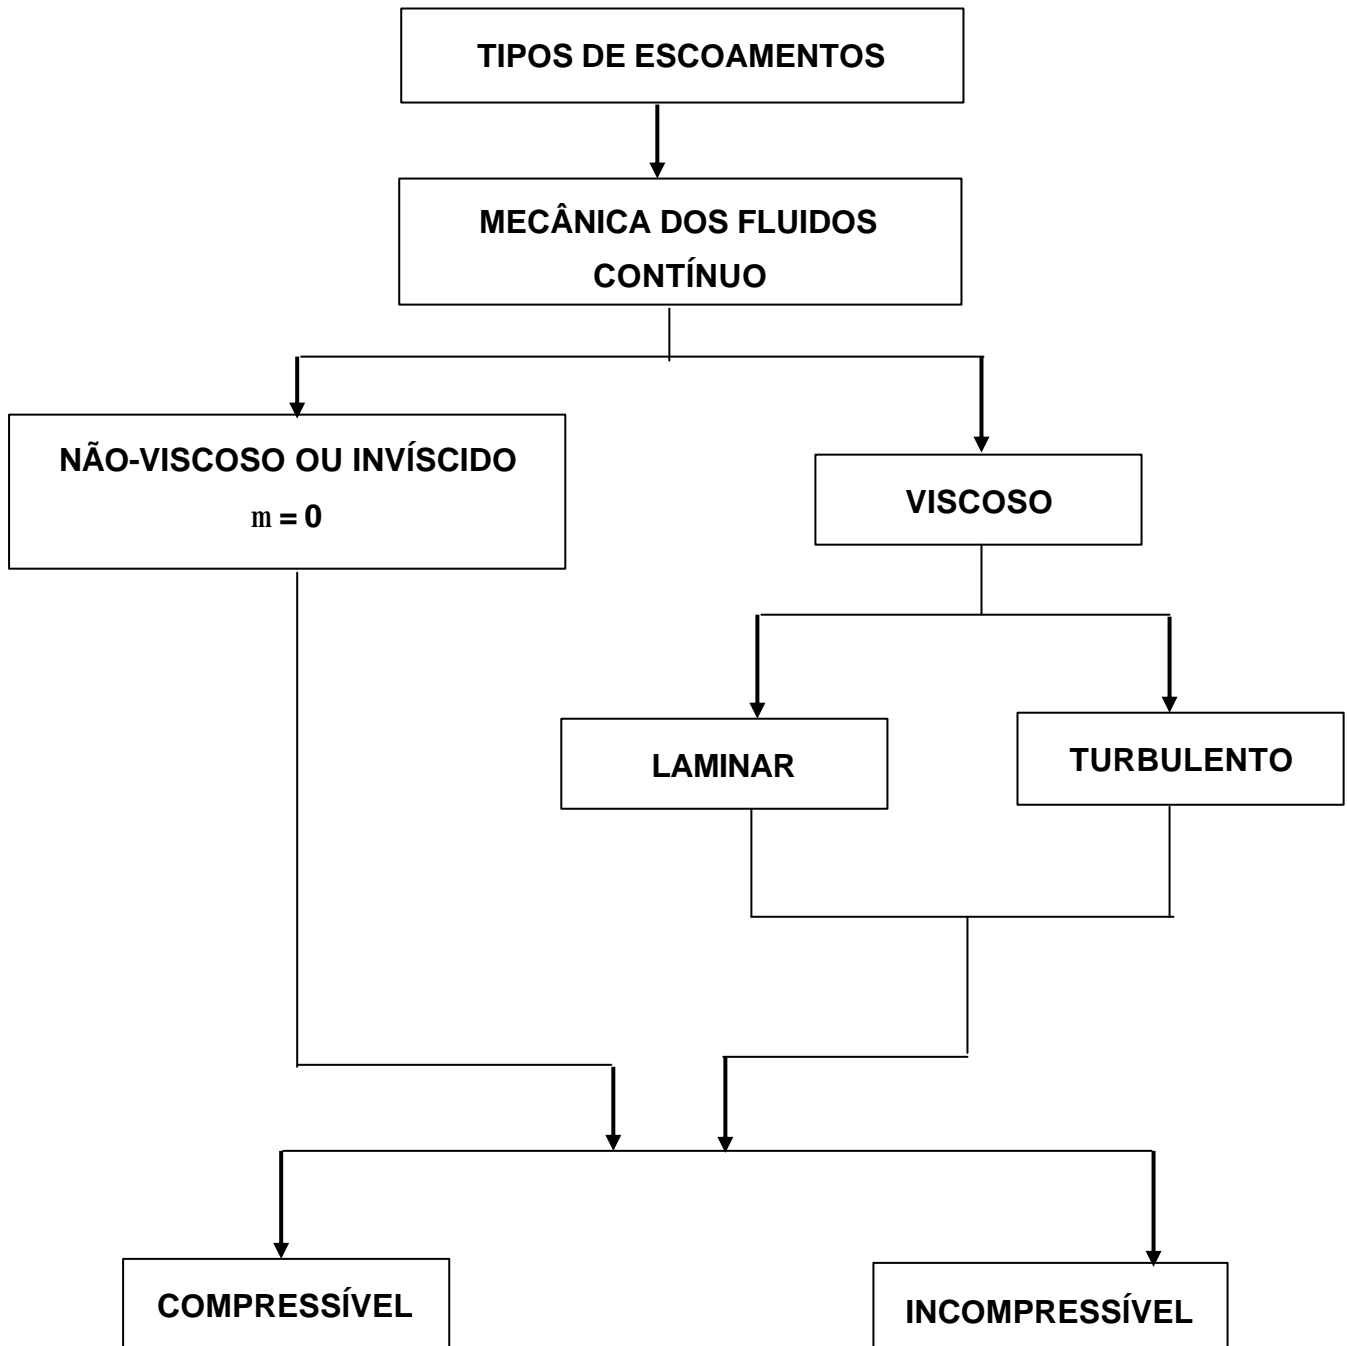 TIPOS DE ESCOAMENTOS
MECÂNICA DOS FLUIDOS
CONTÍNUO
NÃO-VISCOSO OU INVÍSCIDO
m = 0
VISCOSO
LAMINAR
TURBULENTO
COMPRESSÍVEL
INCOMPRESSÍVEL